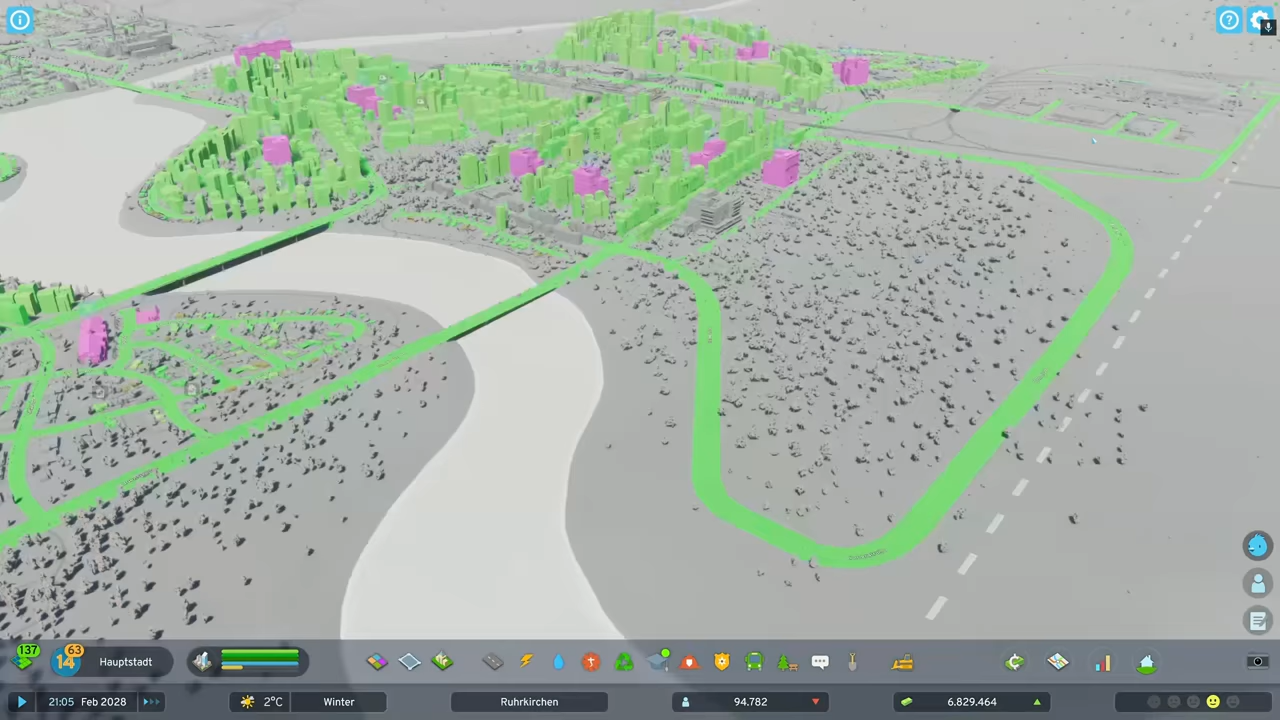 137
63
14
Hauptstadt
21:05 Feb 2028
2°C
Winter
Ruhrkirchen
94.782
6.829.464